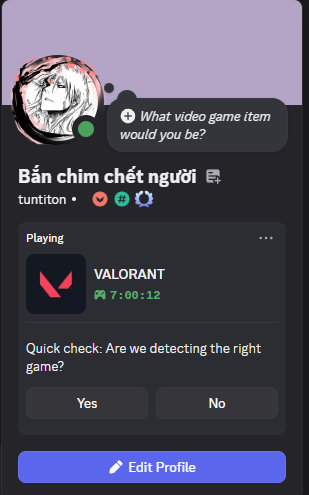 What video game item
would you be?
Bắn chim chết người
tuntiton •
Playing
VALORANT
7:00:12
Quick check: Are we detecting the right
game?
Yes
No
Edit Profile